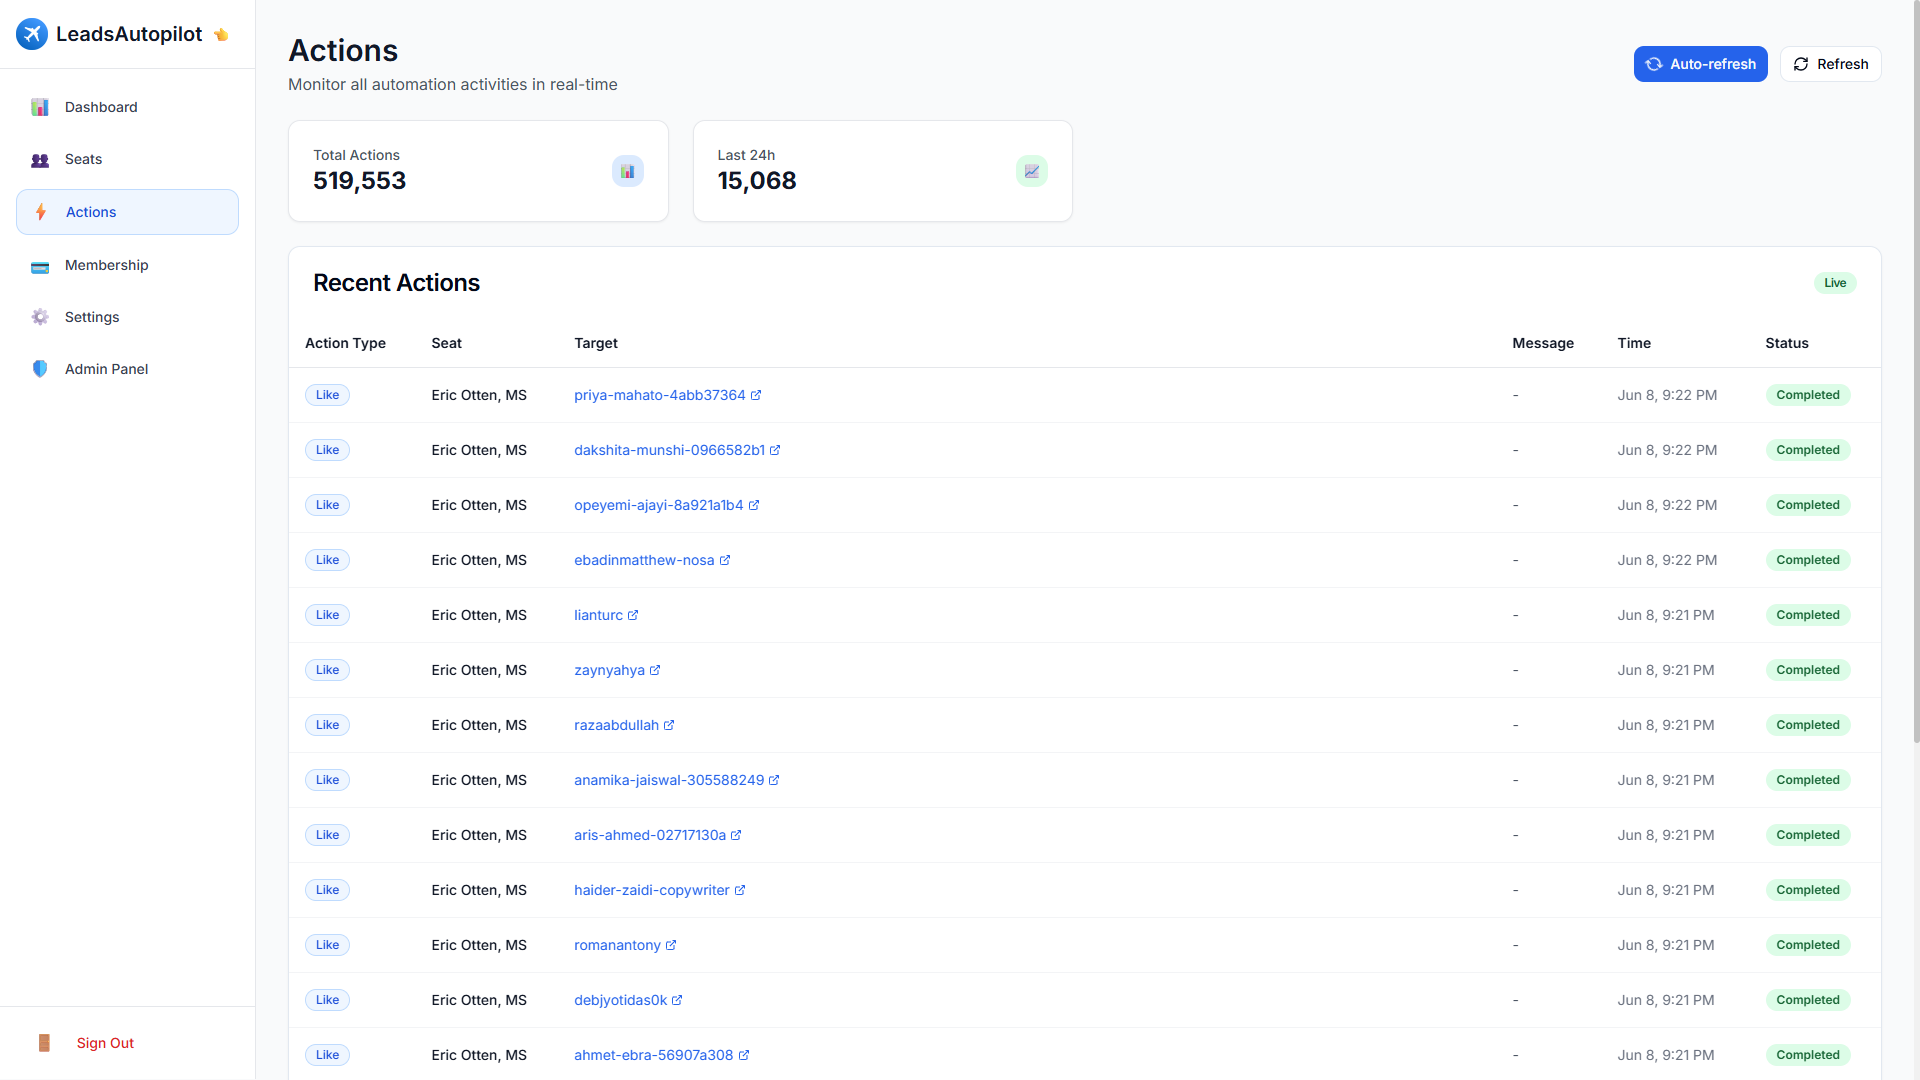 LeadsAutopilot
Dashboard
Seats
Actions
Membership
Settings
Admin Panel
Sign Out
Actions
Monitor all automation activities in real-time
Auto-refresh
Refresh
Total Actions
519,553
Last 24h
15,068
Recent Actions
Live
Action Type Seat Target Message Time Status
Like Eric Otten, MS priya-mahato-4abb37364 - Jun 8, 9:22 PM Completed
Like Eric Otten, MS dakshita-munshi-0966582b1 - Jun 8, 9:22 PM Completed
Like Eric Otten, MS opeyemi-ajayi-8a921a1b4 - Jun 8, 9:22 PM Completed
Like Eric Otten, MS ebadinmatthew-nosa - Jun 8, 9:22 PM Completed
Like Eric Otten, MS lianturc - Jun 8, 9:21 PM Completed
Like Eric Otten, MS zaynyahya - Jun 8, 9:21 PM Completed
Like Eric Otten, MS razaabdullah - Jun 8, 9:21 PM Completed
Like Eric Otten, MS anamika-jaiswal-305588249 - Jun 8, 9:21 PM Completed
Like Eric Otten, MS aris-ahmed-02717130a - Jun 8, 9:21 PM Completed
Like Eric Otten, MS haider-zaidi-copywriter - Jun 8, 9:21 PM Completed
Like Eric Otten, MS romanantony - Jun 8, 9:21 PM Completed
Like Eric Otten, MS debjyotidas0k - Jun 8, 9:21 PM Completed
Like Eric Otten, MS ahmet-ebra-56907a308 - Jun 8, 9:21 PM Completed